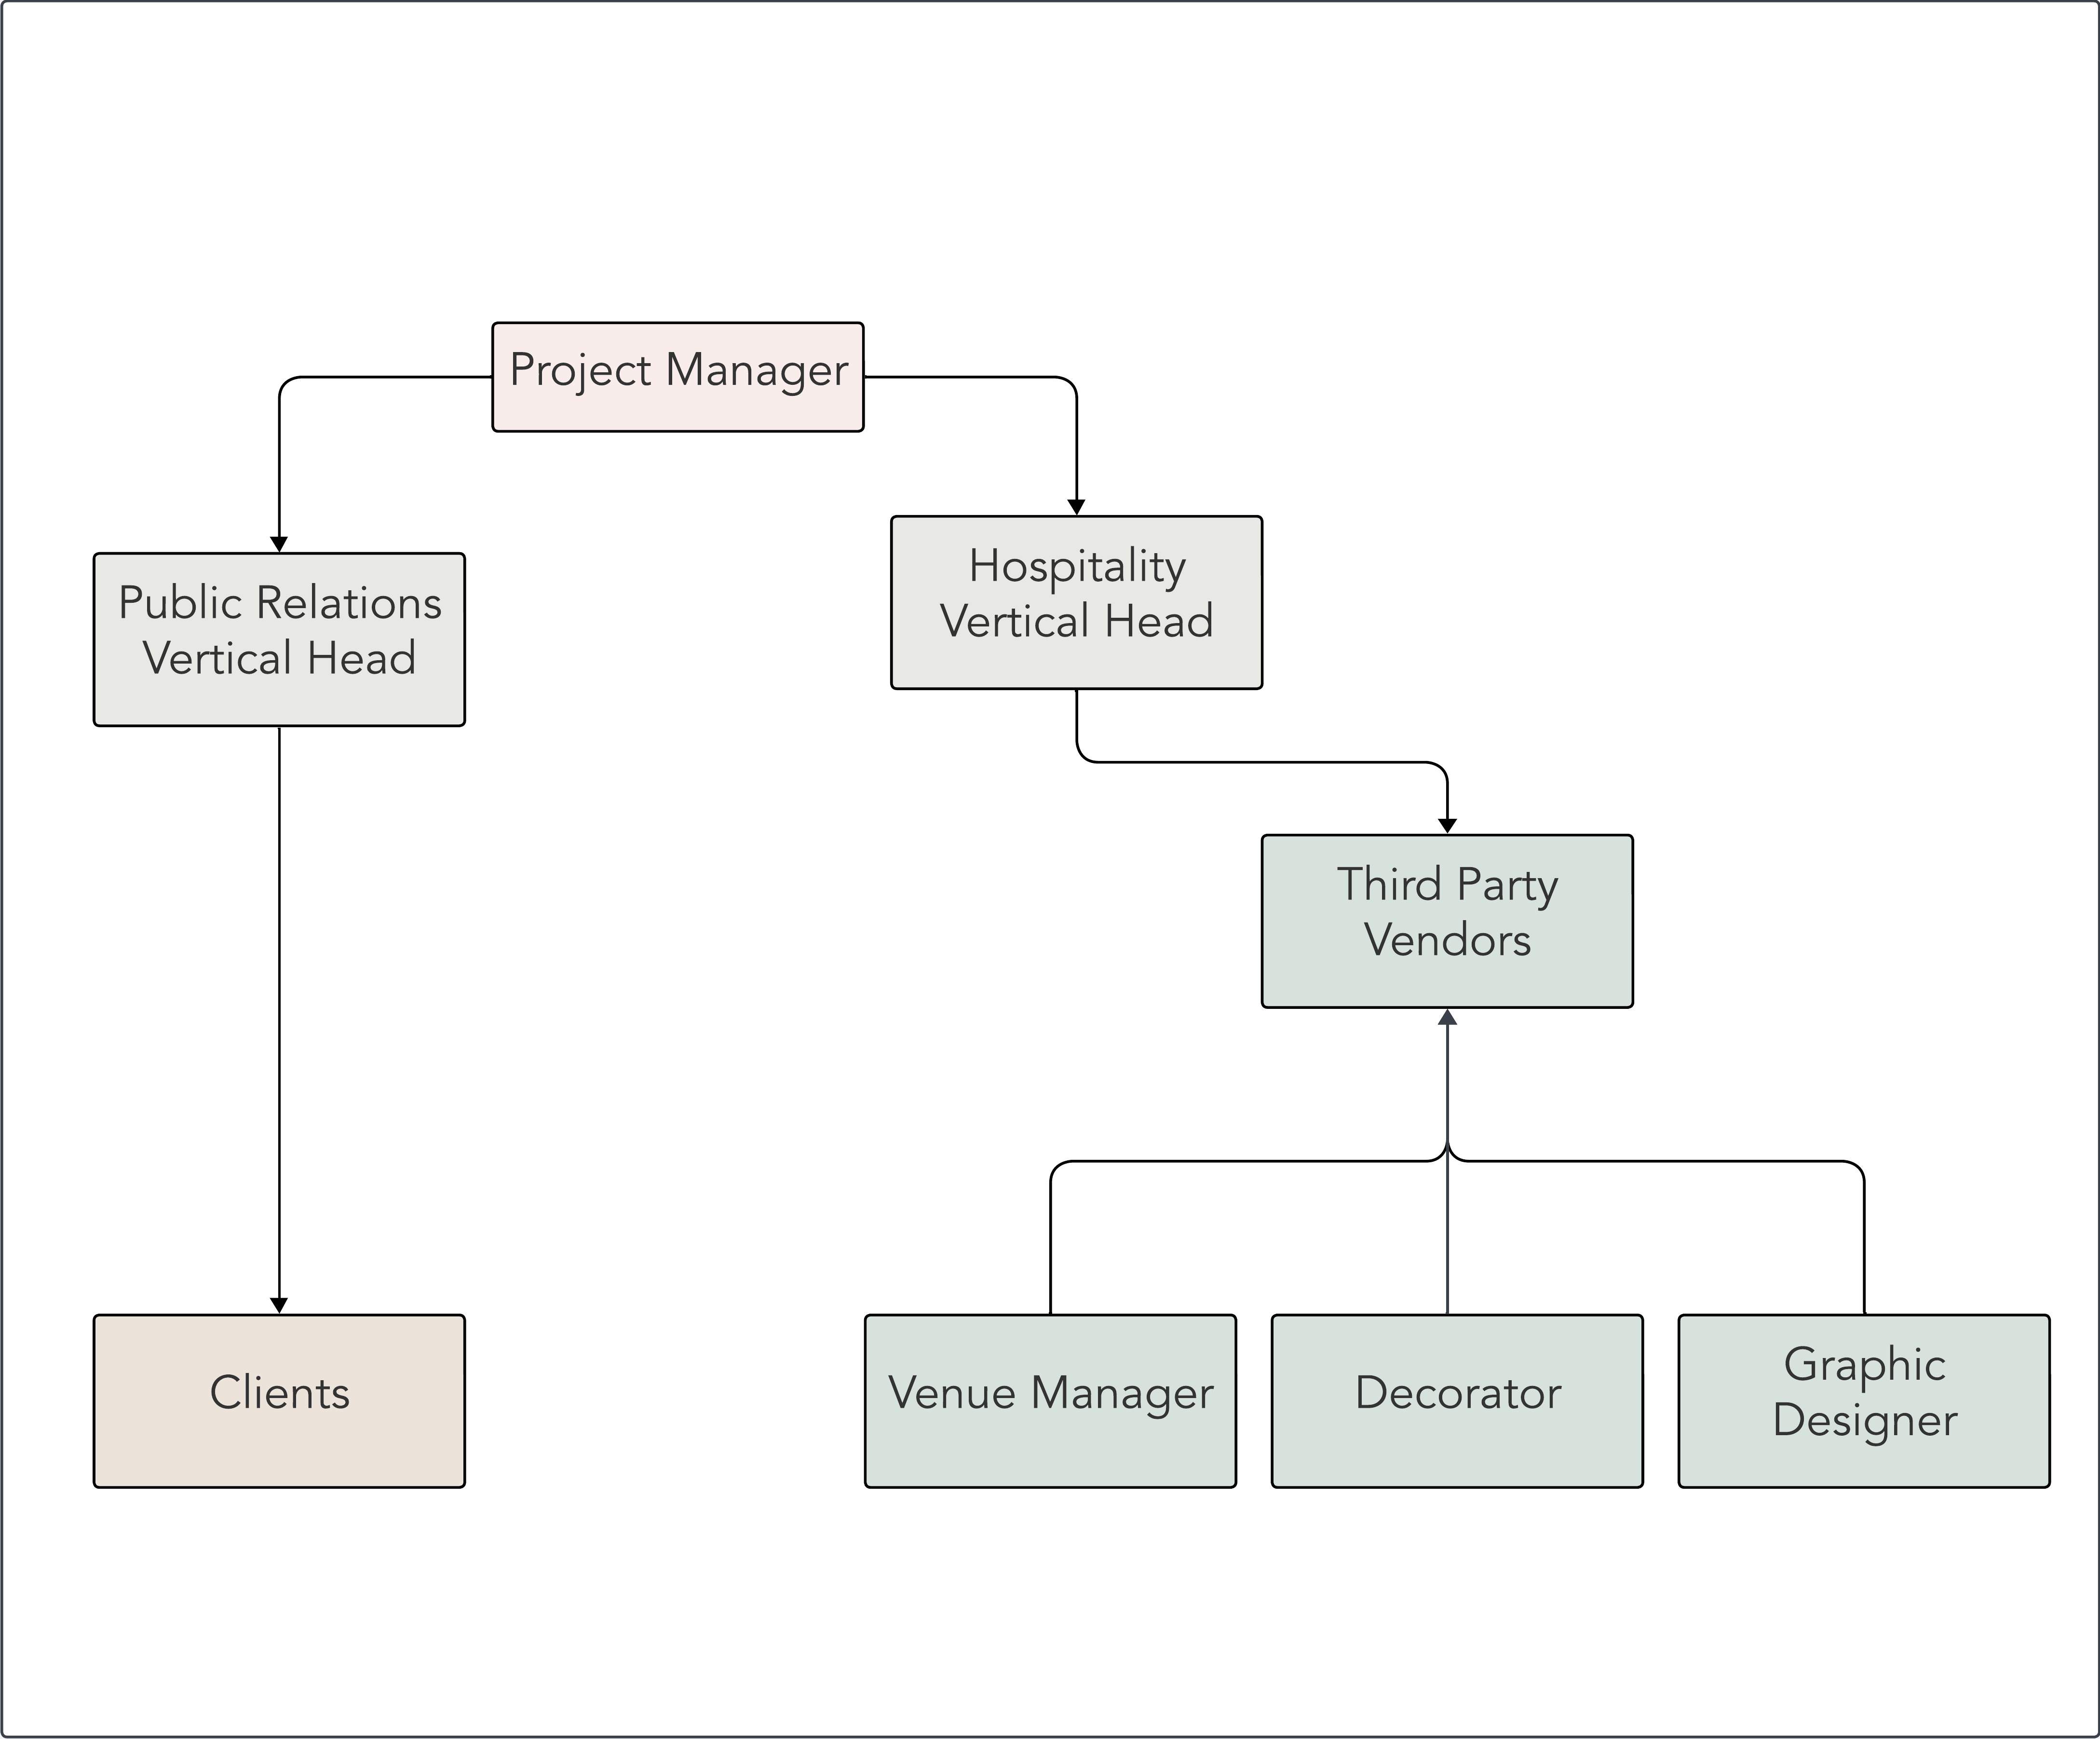 Project Manager
Hospitality
Vertical Head
Public Relations
Vertical Head
Third Party
Vendors
Clients
Venue Manager
Decorator
Graphic
Designer